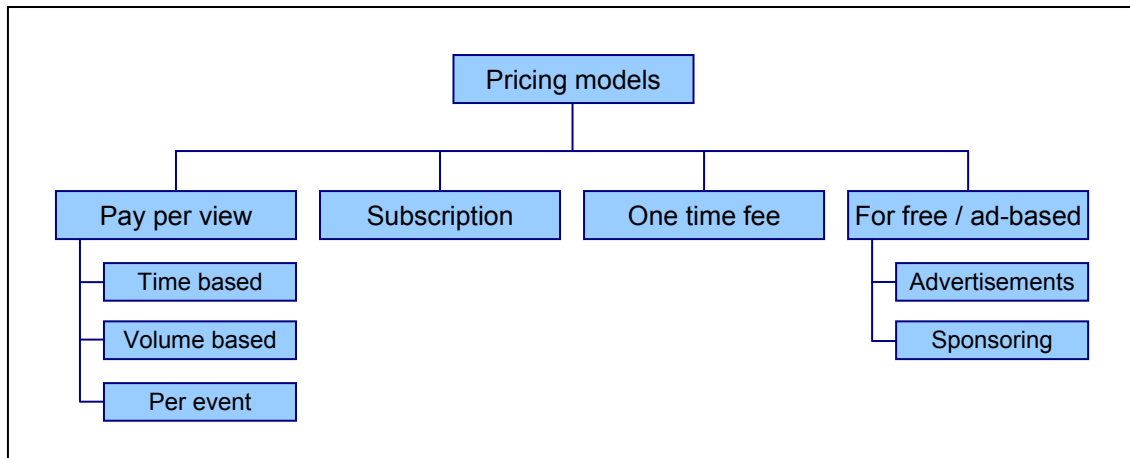 Pricing models
Pay per view
Subscription
One time fee
For free / ad-based
Time based
Volume based
Per event
Advertisements
Sponsoring